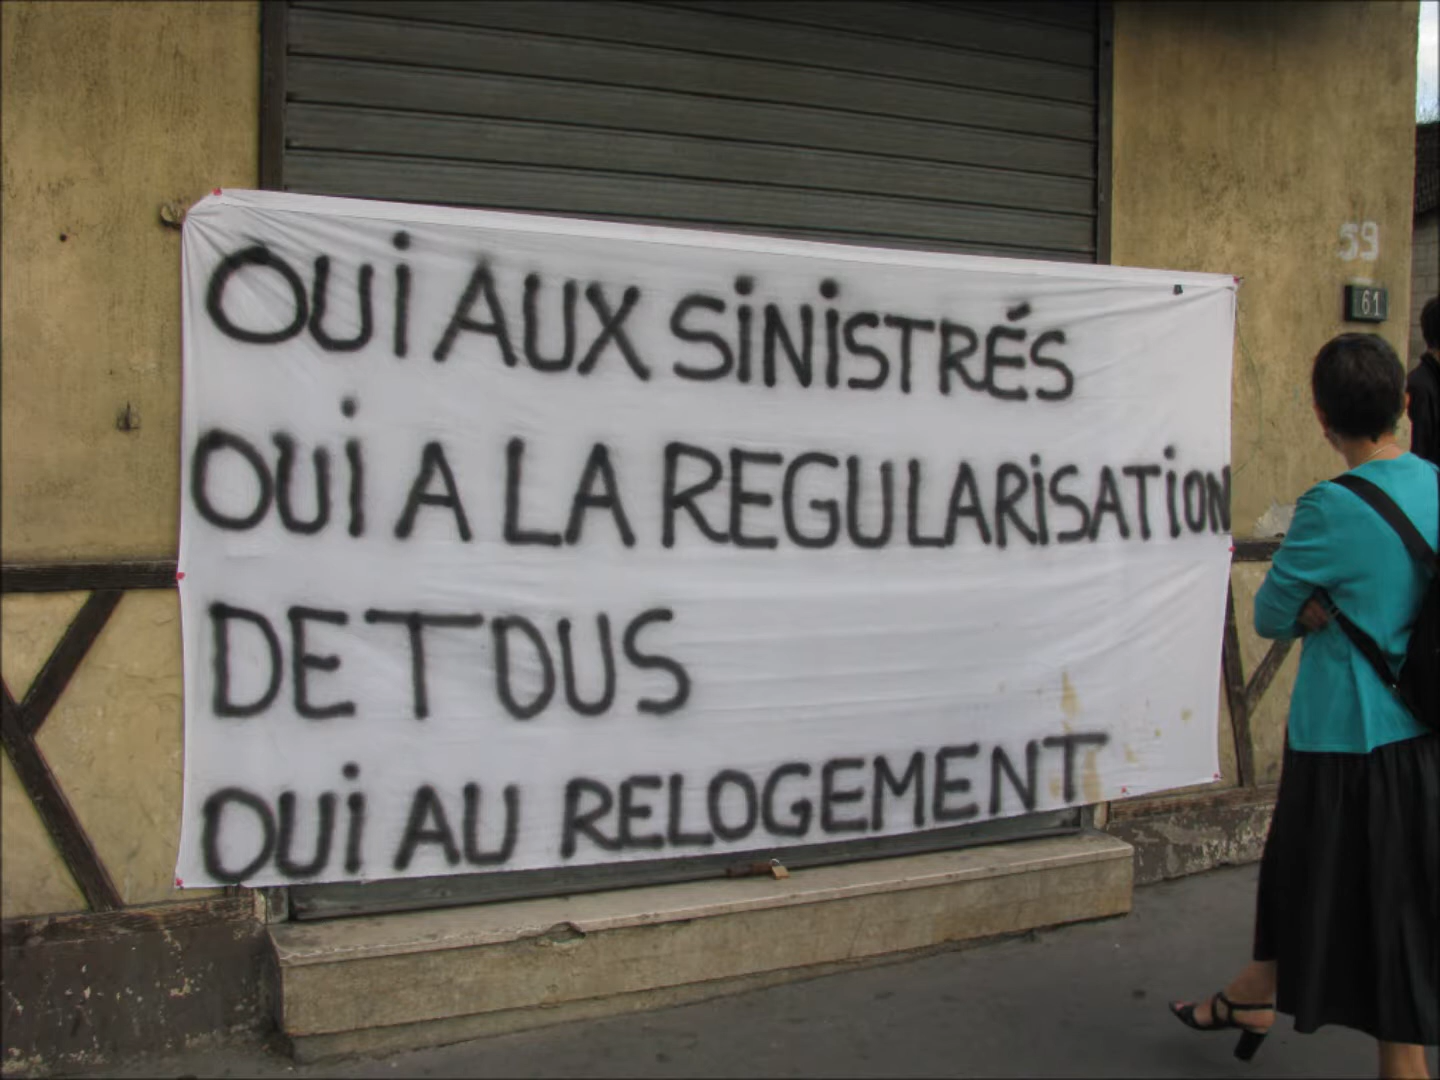 OUi AUX SiNiSTRÉS
OUi A LA REGULARiSATiON
DE TOUS
OUi AU RELOGEMENT
59
61